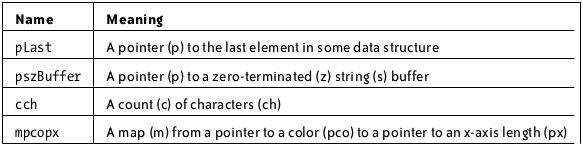 Name Meaning
pLast A pointer (p) to the last element in some data structure
pszBuffer A pointer (p) to a zero-terminated (z) string (s) buffer
cch A count (c) of characters (ch)
mpcopx A map (m) from a pointer to a color (pco) to a pointer to an x-axis length (px)